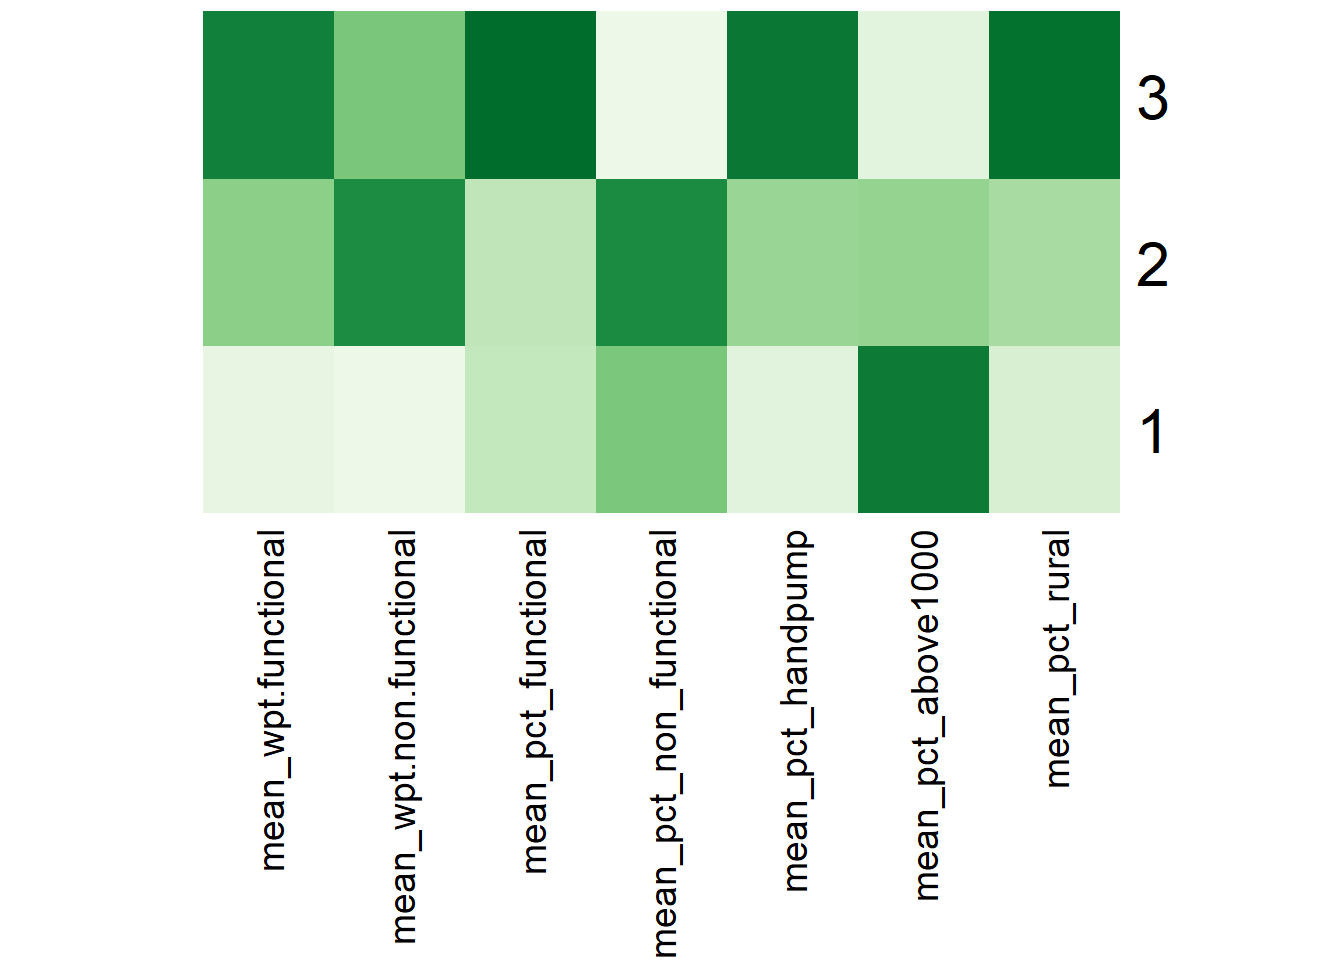 3
2
1
mean_wpt.functional
mean_wpt.non.functional
mean_pct_functional
mean_pct_non_functional
mean_pct_handpump
mean_pct_above1000
mean_pct_rural